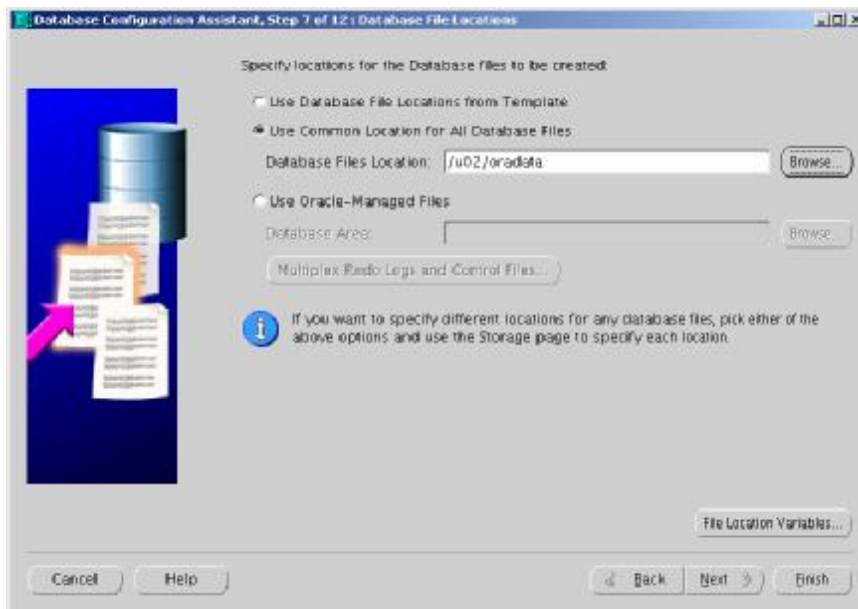 Database Configuration Assistant, Step 7 of 12 : Database File Locations
Specify locations for the Database files to be created:
Use Database File Locations from Template
Use Common Location for All Database Files
Database Files Location: /u02/oradata Browse...
Use Oracle-Managed Files
Database Area: Browse...
Multiplex Redo Logs and Control Files...
If you want to specify different locations for any database files, pick either of the
above options and use the Storage page to specify each location.
File Location Variables...
Cancel Help Back Next Finish